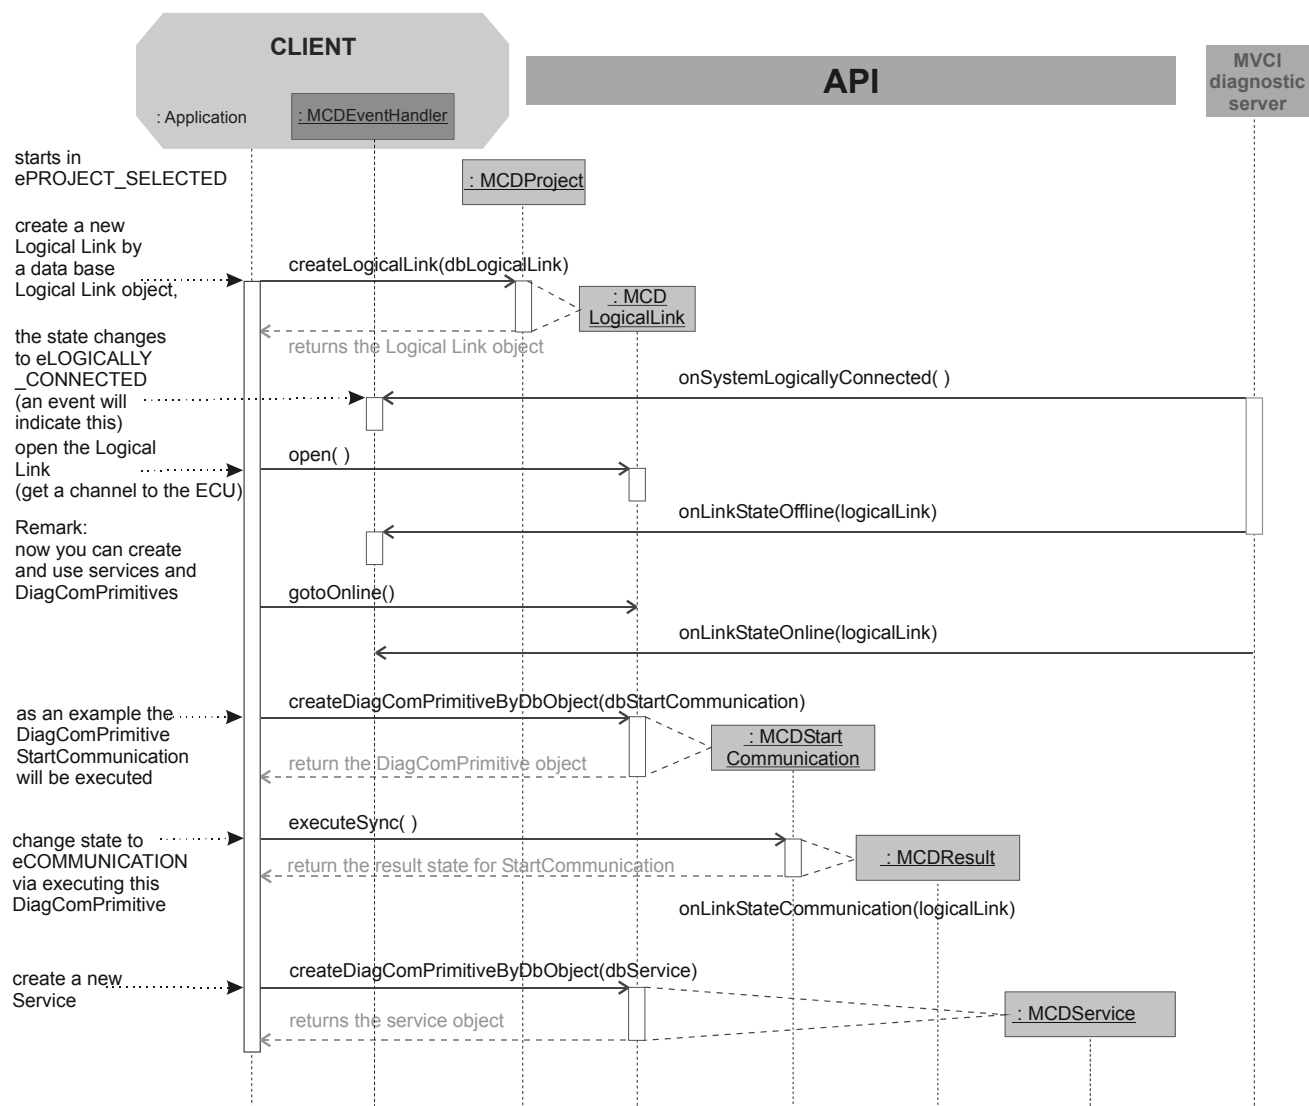 CLIENT
API
MVCI
diagnostic
server
: Application
: MCDEventHandler
starts in
ePROJECT_SELECTED
: MCDProject
create a new
Logical Link by
a data base
Logical Link object,
createLogicalLink(dbLogicalLink)
: MCD
LogicalLink
returns the Logical Link object
the state changes
to eLOGICALLY
_CONNECTED
(an event will
indicate this)
onSystemLogicallyConnected( )
open the Logical
Link
(get a channel to the ECU)
open( )
onLinkStateOffline(logicalLink)
Remark:
now you can create
and use services and
DiagComPrimitives
gotoOnline()
onLinkStateOnline(logicalLink)
createDiagComPrimitiveByDbObject(dbStartCommunication)
as an example the
DiagComPrimitive
StartCommunication
will be executed
: MCDStart
Communication
return the DiagComPrimitive object
executeSync( )
change state to
eCOMMUNICATION
via executing this
DiagComPrimitive
: MCDResult
return the result state for StartCommunication
onLinkStateCommunication(logicalLink)
createDiagComPrimitiveByDbObject(dbService)
create a new
Service
: MCDService
returns the service object